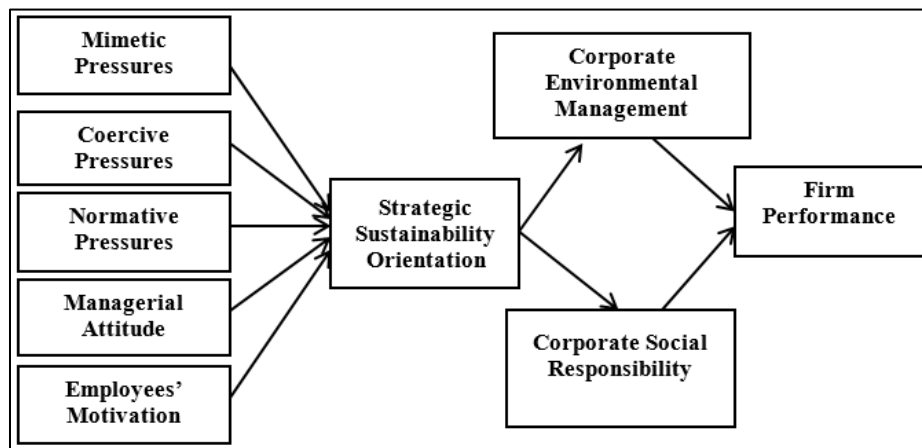 Mimetic
Pressures
Coercive
Pressures
Normative
Pressures
Managerial
Attitude
Employees’
Motivation
Strategic
Sustainability
Orientation
Corporate
Environmental
Management
Corporate Social
Responsibility
Firm
Performance